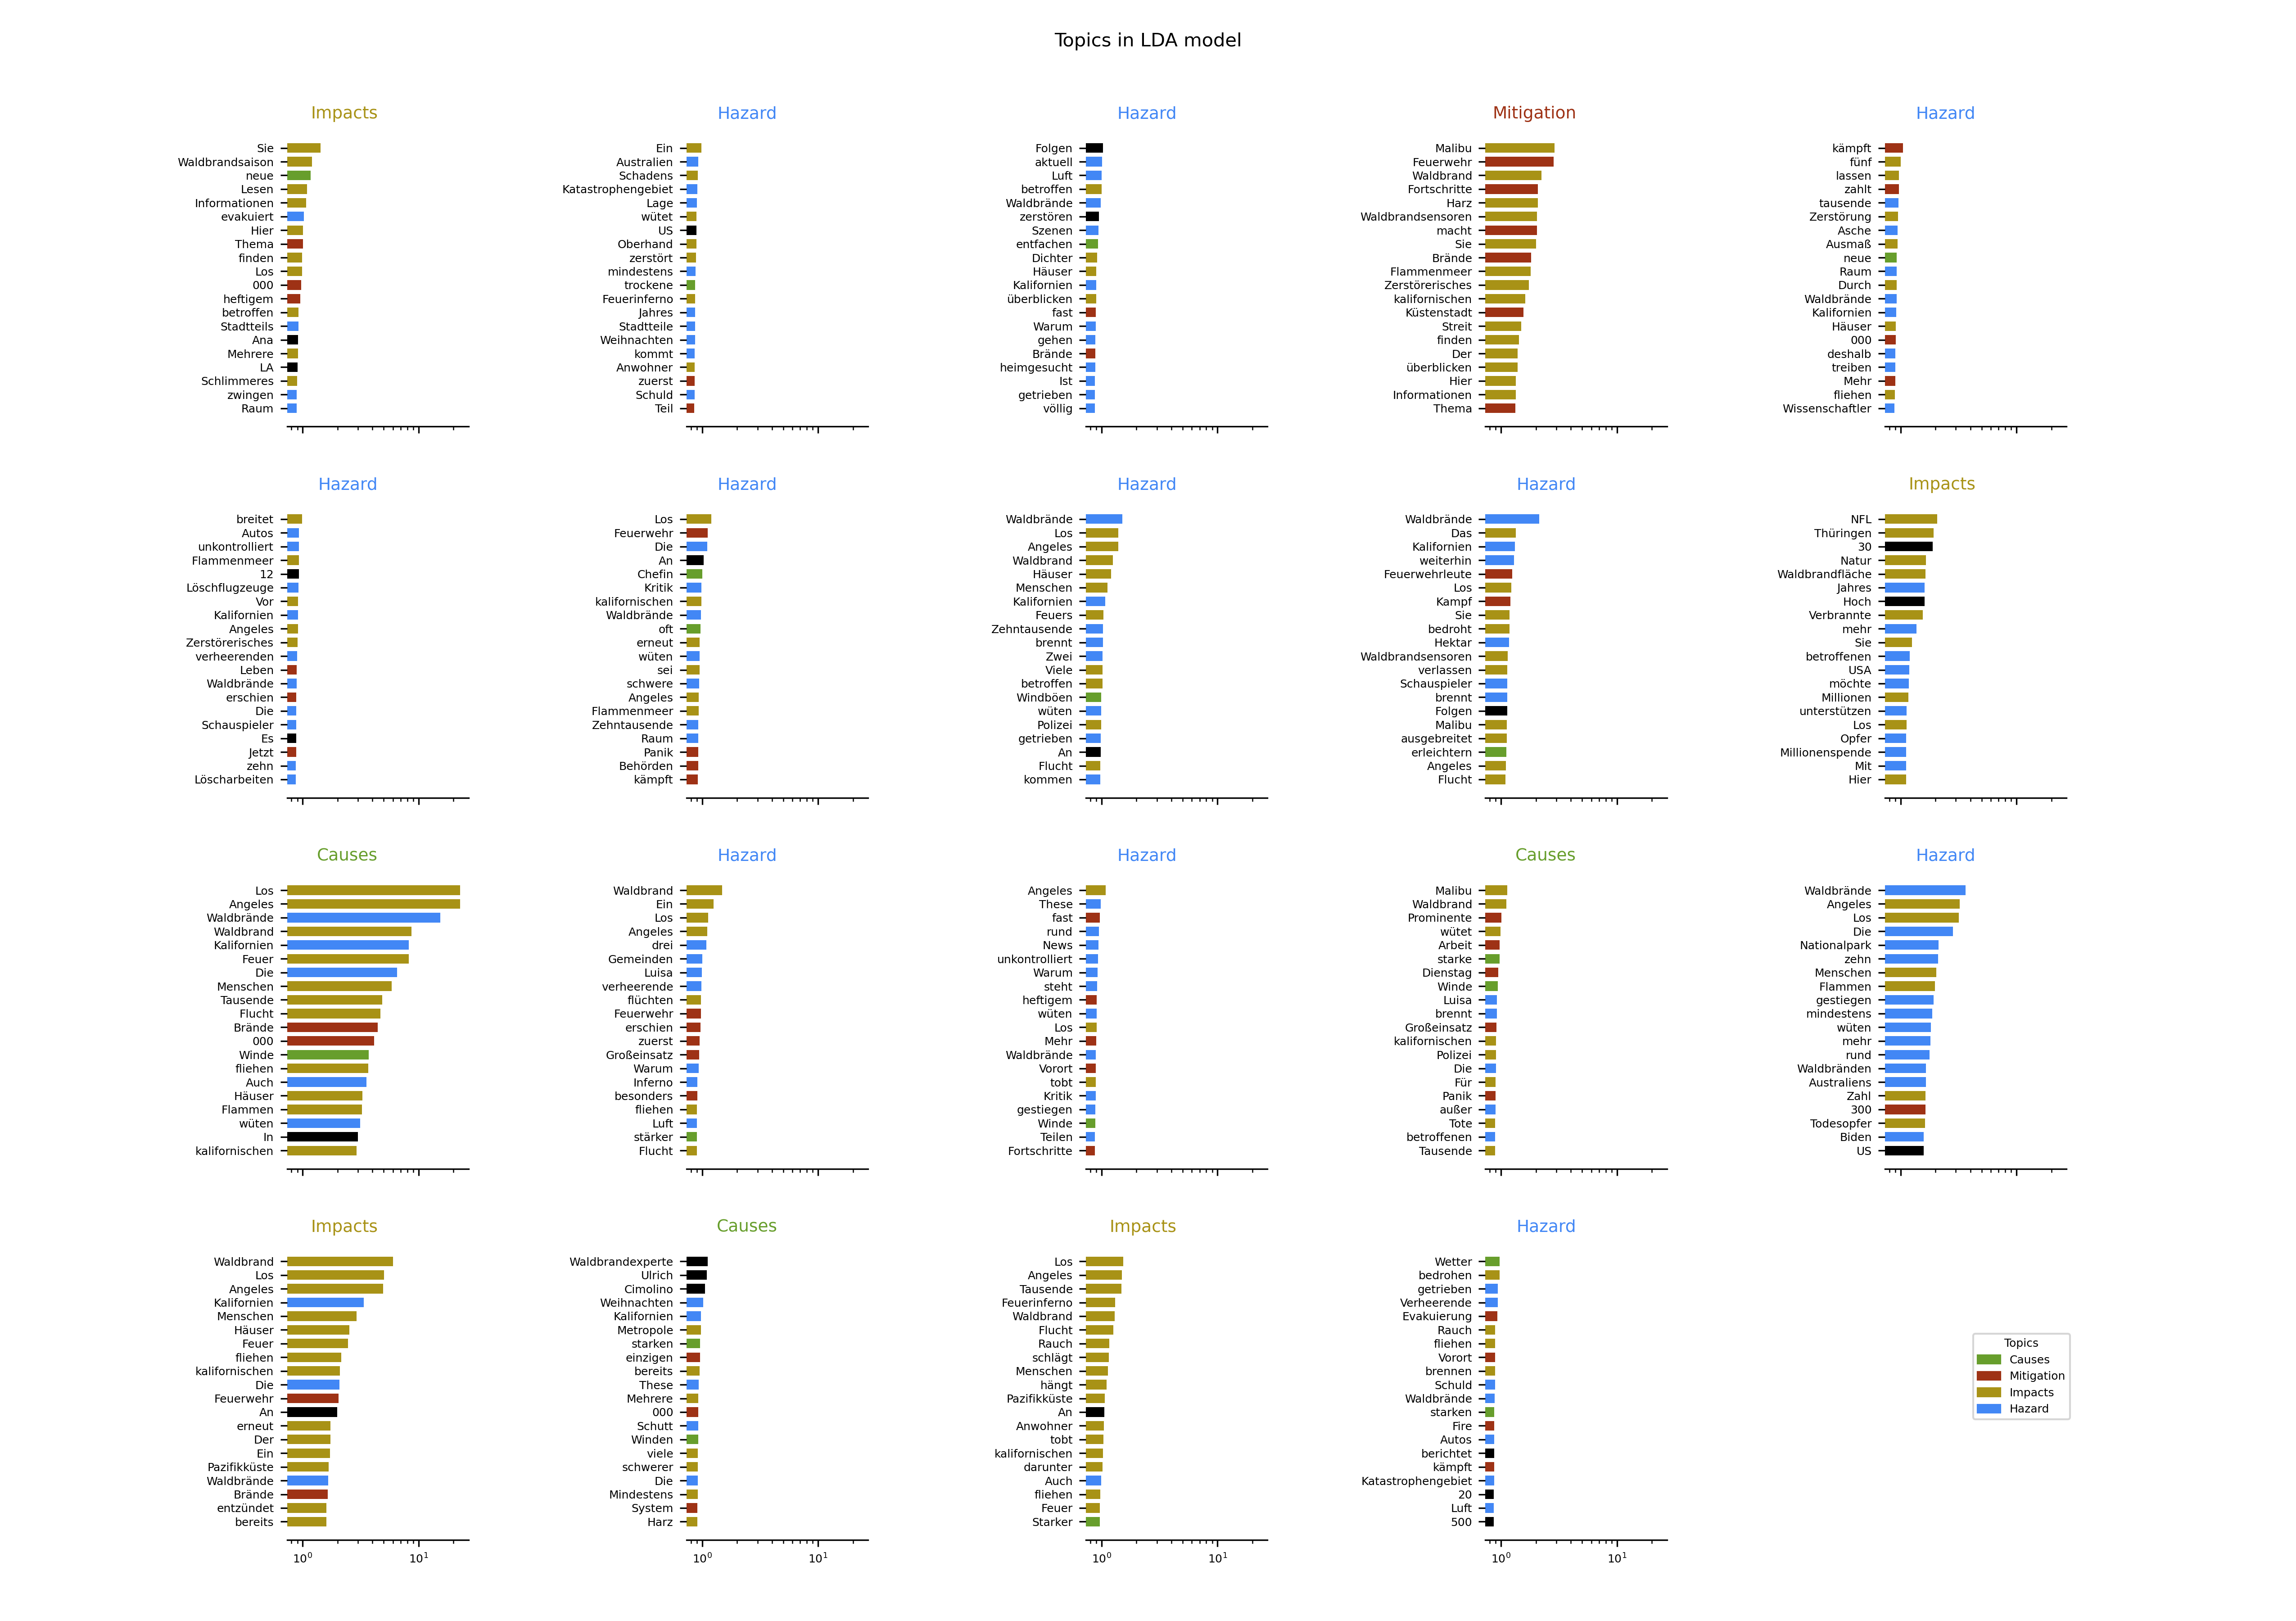 Topics in LDA model
Impacts
Sie
Waldbrandsaison
neue
Lesen
Informationen
evakuiert
Hier
Thema
finden
Los
000
heftigem
betroffen
Stadtteils
Ana
Mehrere
LA
Schlimmeres
zwingen
Raum
Hazard
Ein
Australien
Schadens
Katastrophengebiet
Lage
wütet
US
Oberhand
zerstört
mindestens
trockene
Feuerinferno
Jahres
Stadtteile
Weihnachten
kommt
Anwohner
zuerst
Schuld
Teil
Hazard
Folgen
aktuell
Luft
betroffen
Waldbrände
zerstören
Szenen
entfachen
Dichter
Häuser
Kalifornien
überblicken
fast
Warum
gehen
Brände
heimgesucht
Ist
getrieben
völlig
Mitigation
Malibu
Feuerwehr
Waldbrand
Fortschritte
Harz
Waldbrandsensoren
macht
Sie
Brände
Flammenmeer
Zerstörerisches
kalifornischen
Küstenstadt
Streit
finden
Der
überblicken
Hier
Informationen
Thema
Hazard
kämpft
fünf
lassen
zahlt
tausende
Zerstörung
Asche
Ausmaß
neue
Raum
Durch
Waldbrände
Kalifornien
Häuser
000
deshalb
treiben
Mehr
fliehen
Wissenschaftler
Hazard
breitet
Autos
unkontrolliert
Flammenmeer
12
Löschflugzeuge
Vor
Kalifornien
Angeles
Zerstörerisches
verheerenden
Leben
Waldbrände
erschien
Die
Schauspieler
Es
Jetzt
zehn
Löscharbeiten
Hazard
Los
Feuerwehr
Die
An
Chefin
Kritik
kalifornischen
Waldbrände
oft
erneut
wüten
sei
schwere
Angeles
Flammenmeer
Zehntausende
Raum
Panik
Behörden
kämpft
Hazard
Waldbrände
Los
Angeles
Waldbrand
Häuser
Menschen
Kalifornien
Feuers
Zehntausende
brennt
Zwei
Viele
betroffen
Windböen
wüten
Polizei
getrieben
An
Flucht
kommen
Hazard
Waldbrände
Das
Kalifornien
weiterhin
Feuerwehrleute
Los
Kampf
Sie
bedroht
Hektar
Waldbrandsensoren
verlassen
Schauspieler
brennt
Folgen
Malibu
ausgebreitet
erleichtern
Angeles
Flucht
Impacts
NFL
Thüringen
30
Natur
Waldbrandfläche
Jahres
Hoch
Verbrannte
mehr
Sie
betroffenen
USA
möchte
Millionen
unterstützen
Los
Opfer
Millionenspende
Mit
Hier
Causes
Los
Angeles
Waldbrände
Waldbrand
Kalifornien
Feuer
Die
Menschen
Tausende
Flucht
Brände
000
Winde
fliehen
Auch
Häuser
Flammen
wüten
In
kalifornischen
Hazard
Waldbrand
Ein
Los
Angeles
drei
Gemeinden
Luisa
verheerende
flüchten
Feuerwehr
erschien
zuerst
Großeinsatz
Warum
Inferno
besonders
fliehen
Luft
stärker
Flucht
Hazard
Angeles
These
fast
rund
News
unkontrolliert
Warum
steht
heftigem
wüten
Los
Mehr
Waldbrände
Vorort
tobt
Kritik
gestiegen
Winde
Teilen
Fortschritte
Causes
Malibu
Waldbrand
Prominente
wütet
Arbeit
starke
Dienstag
Winde
Luisa
brennt
Großeinsatz
kalifornischen
Polizei
Die
Für
Panik
außer
Tote
betroffenen
Tausende
Hazard
Waldbrände
Angeles
Los
Die
Nationalpark
zehn
Menschen
Flammen
gestiegen
mindestens
wüten
mehr
rund
Waldbränden
Australiens
Zahl
300
Todesopfer
Biden
US
Impacts
Waldbrand
Los
Angeles
Kalifornien
Menschen
Häuser
Feuer
fliehen
kalifornischen
Die
Feuerwehr
An
erneut
Der
Ein
Pazifikküste
Waldbrände
Brände
entzündet
bereits
10⁰ 10¹
Causes
Waldbrandexperte
Ulrich
Cimolino
Weihnachten
Kalifornien
Metropole
starken
einzigen
bereits
These
Mehrere
000
Schutt
Winden
viele
schwerer
Die
Mindestens
System
Harz
10⁰ 10¹
Impacts
Los
Angeles
Tausende
Feuerinferno
Waldbrand
Flucht
Rauch
schlägt
Menschen
hängt
Pazifikküste
An
Anwohner
tobt
kalifornischen
darunter
Auch
fliehen
Feuer
Starker
10⁰ 10¹
Hazard
Wetter
bedrohen
getrieben
Verheerende
Evakuierung
Rauch
fliehen
Vorort
brennen
Schuld
Waldbrände
starken
Fire
Autos
berichtet
kämpft
Katastrophengebiet
20
Luft
500
10⁰ 10¹
Topics
Causes
Mitigation
Impacts
Hazard